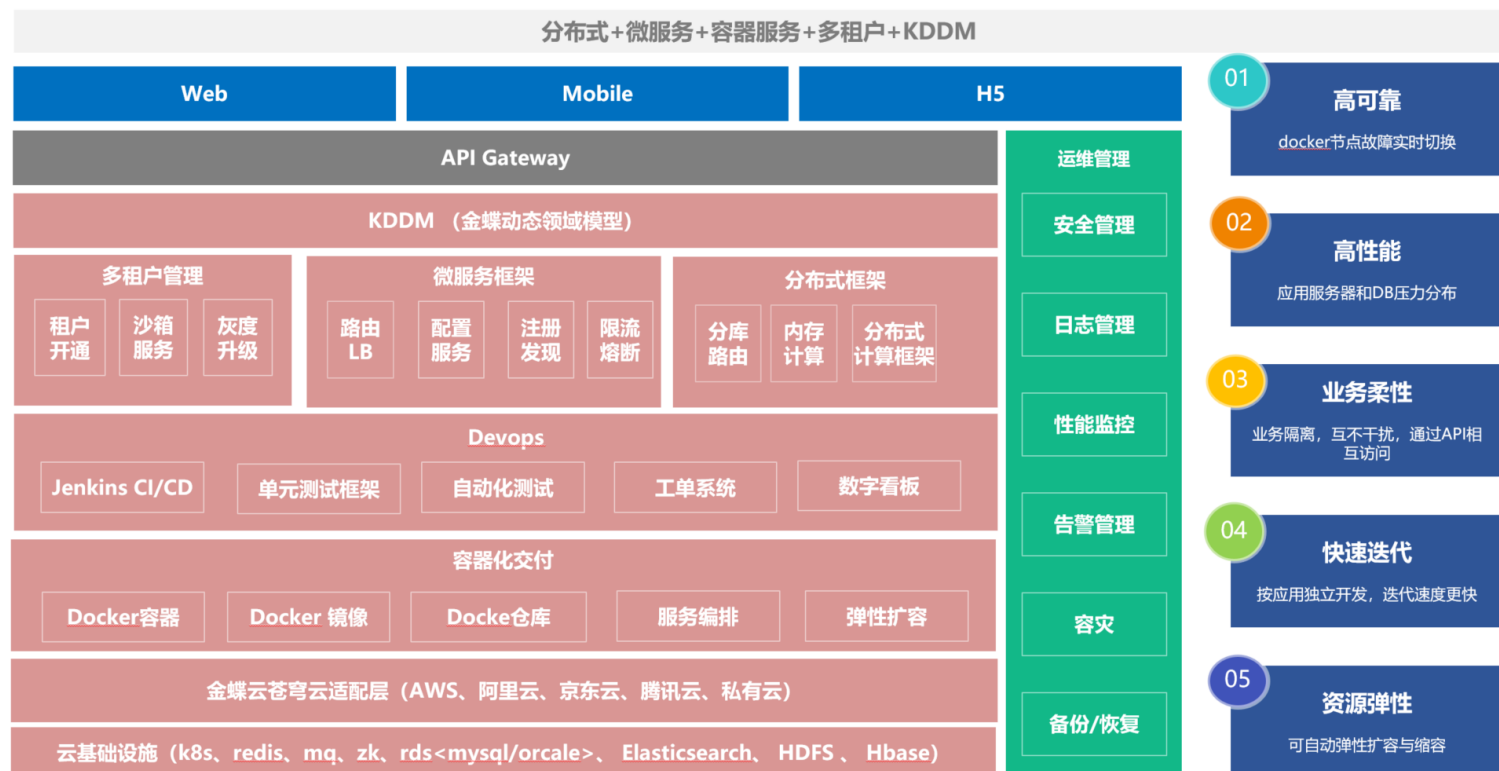 分布式+微服务+容器服务+多租户+KDDM
Web
Mobile
H5
API Gateway
KDDM （金蝶动态领域模型）
多租户管理
租户
开通
沙箱
服务
灰度
升级
微服务框架
路由
LB
配置
服务
注册
发现
限流
熔断
分布式框架
分库
路由
内存
计算
分布式
计算框架
Devops
Jenkins CI/CD
单元测试框架
自动化测试
工单系统
数字看板
容器化交付
Docker容器
Docker 镜像
Docke仓库
服务编排
弹性扩容
金蝶云苍穹云适配层（AWS、阿里云、京东云、腾讯云、私有云）
云基础设施（k8s、redis、mq、zk、rds<mysql/orcale>、 Elasticsearch、 HDFS 、 Hbase）
运维管理
安全管理
日志管理
性能监控
告警管理
容灾
备份/恢复
01
高可靠
docker节点故障实时切换
02
高性能
应用服务器和DB压力分布
03
业务柔性
业务隔离，互不干扰，通过API相
互访问
04
快速迭代
按应用独立开发，迭代速度更快
05
资源弹性
可自动弹性扩容与缩容